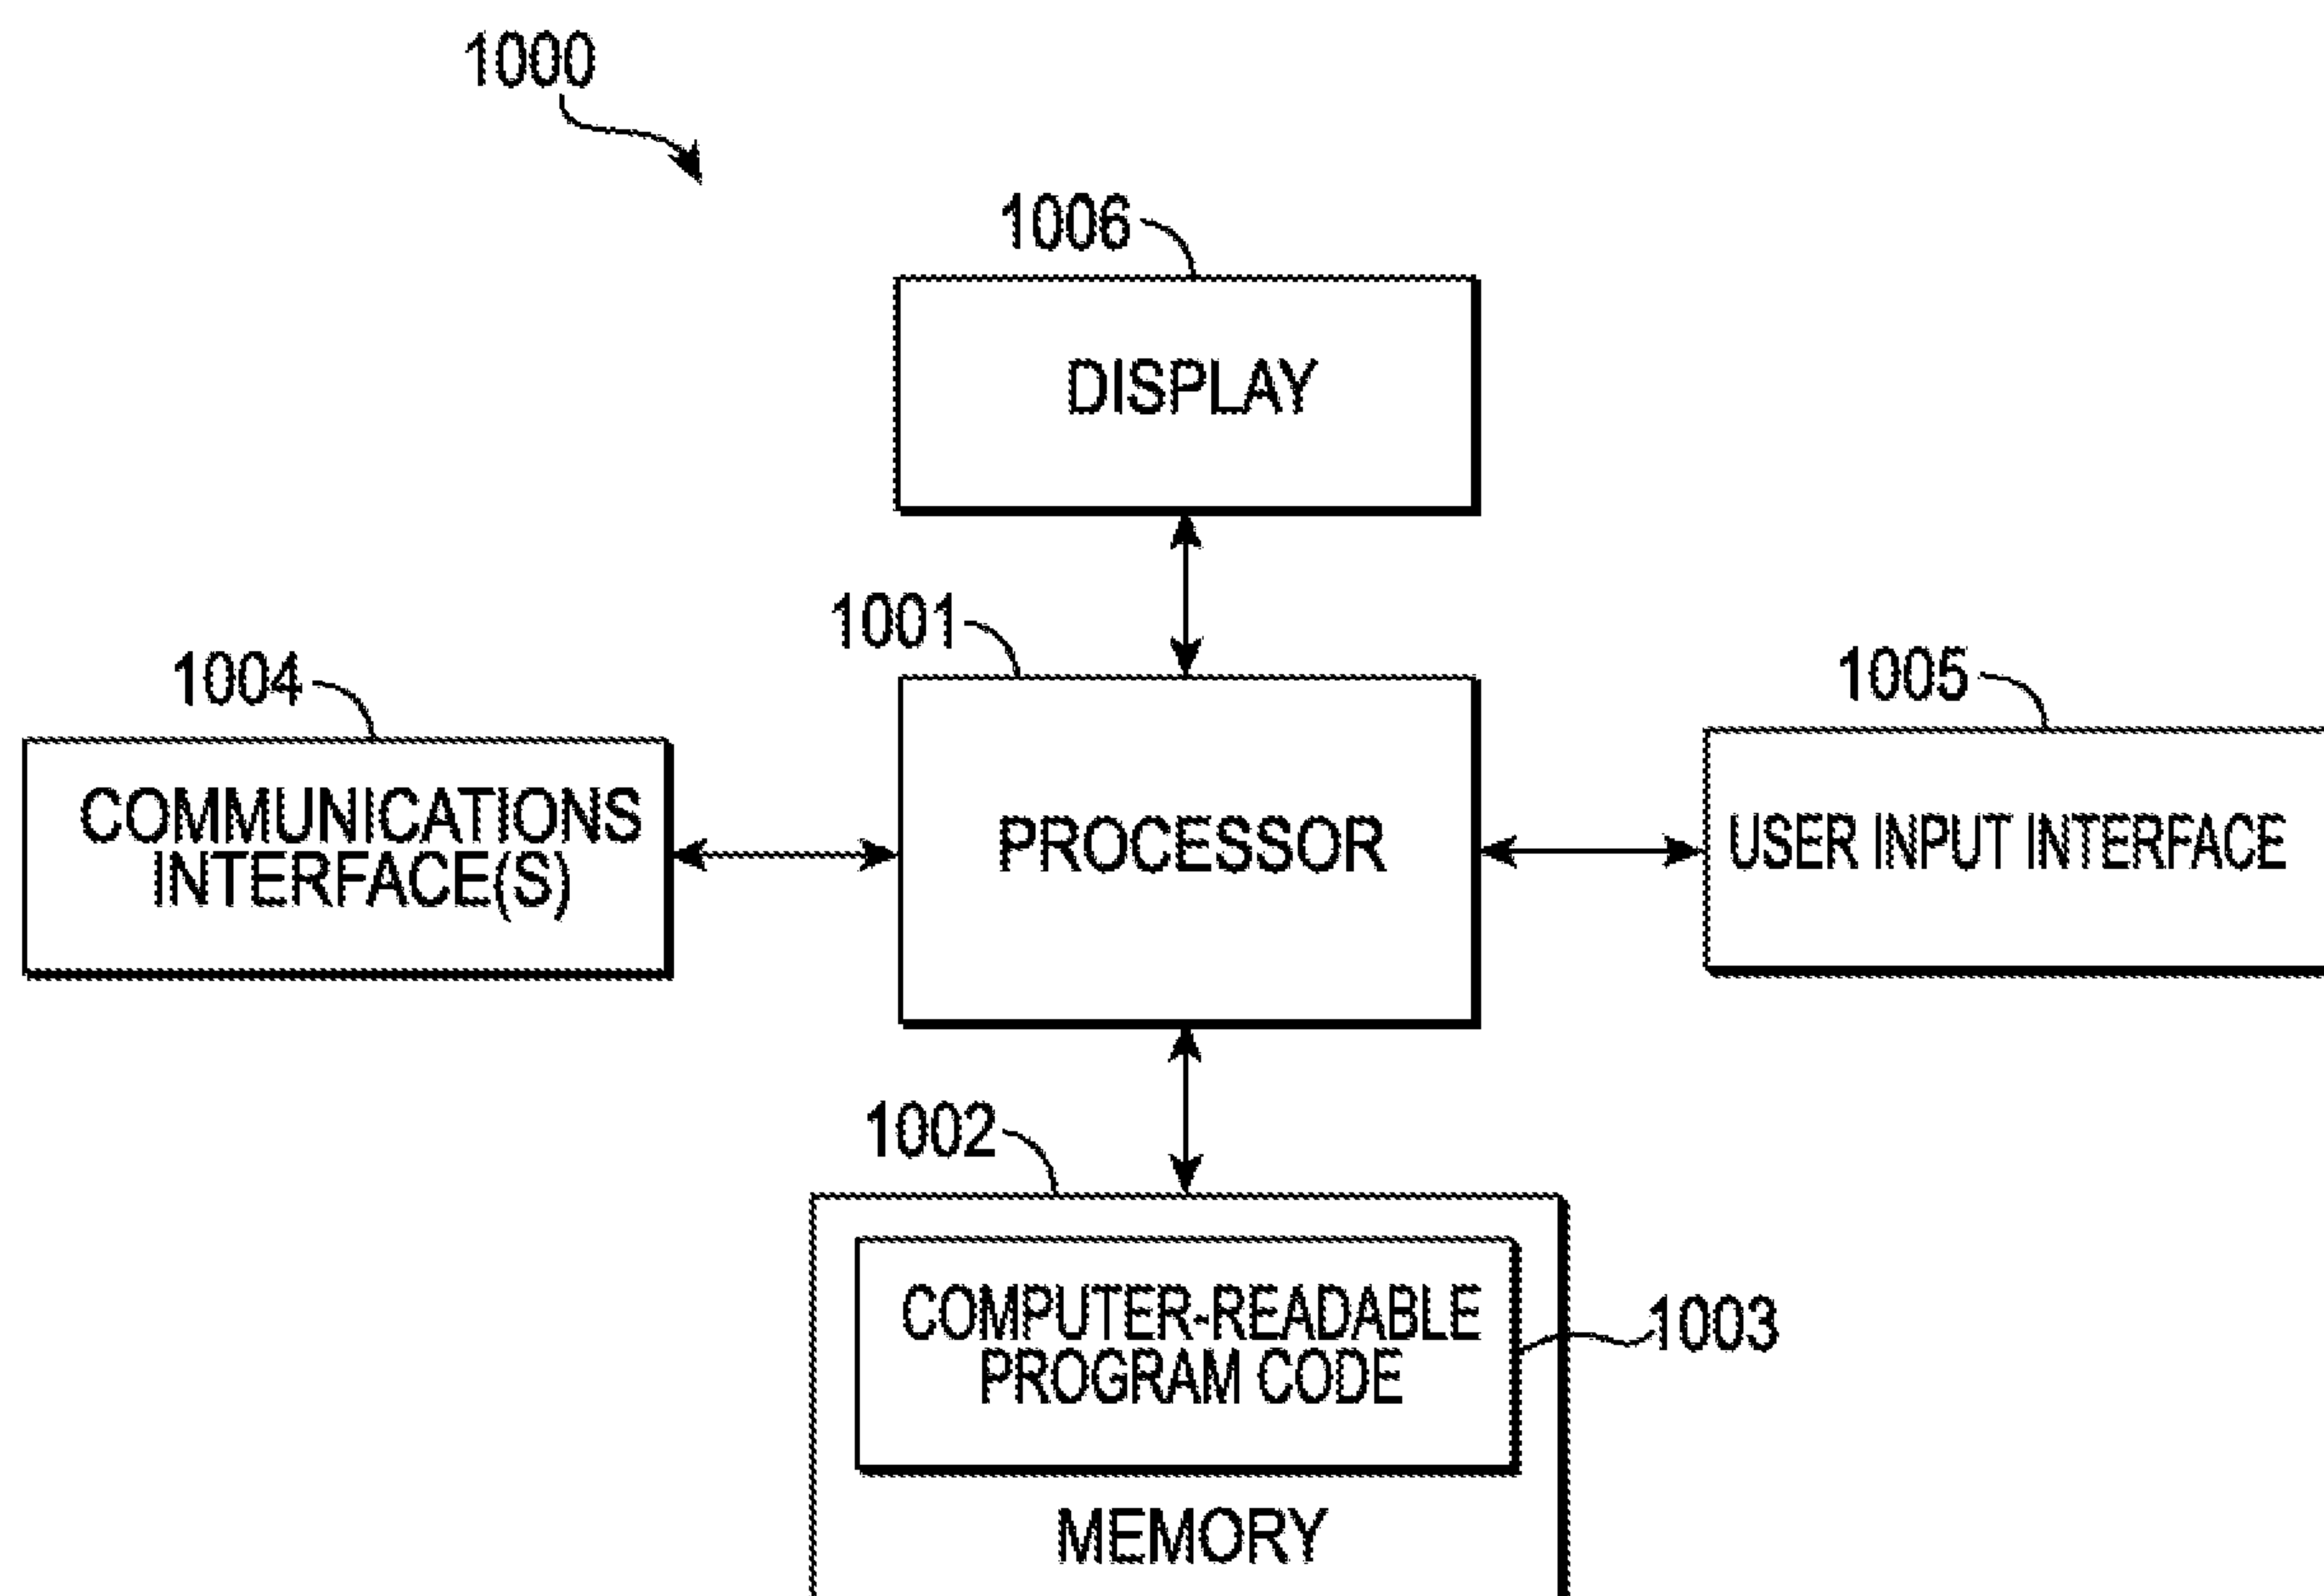 1000
1006
DISPLAY
1001
1004
1005
COMMUNICATIONS
INTERFACE(S)
PROCESSOR
USER INPUT INTERFACE
1002
COMPUTER-READABLE
PROGRAM CODE
1003
MEMORY